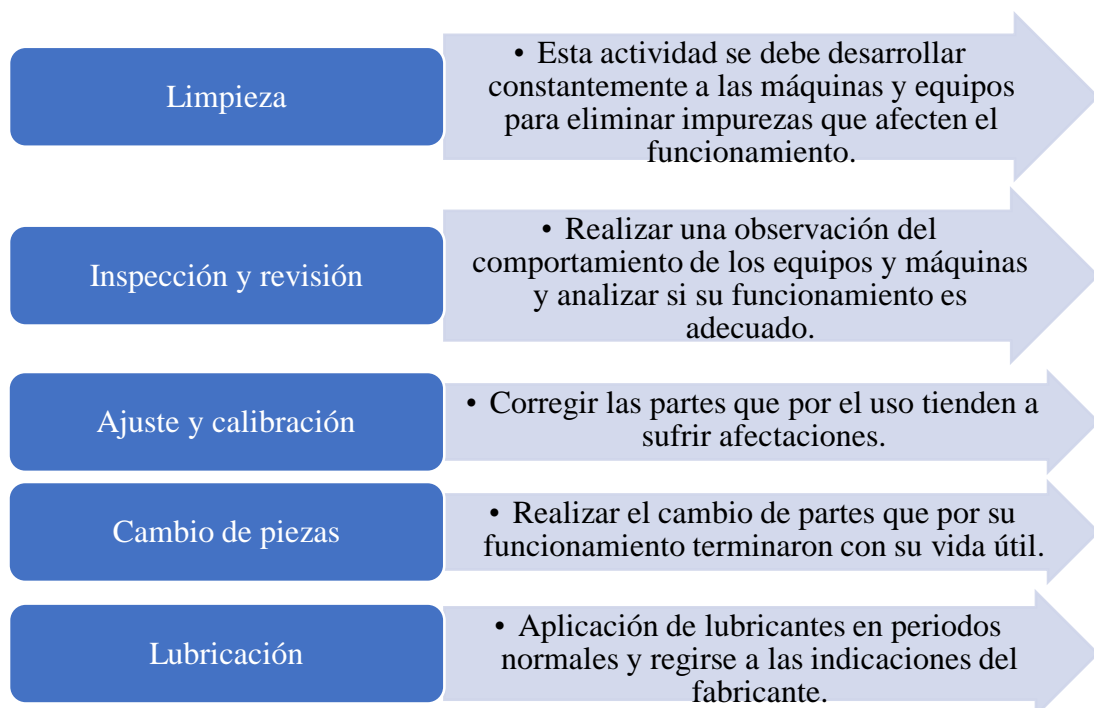 Limpieza
• Esta actividad se debe desarrollar
constantemente a las máquinas y equipos
para eliminar impurezas que afecten el
funcionamiento.
Inspección y revisión
• Realizar una observación del
comportamiento de los equipos y máquinas
y analizar si su funcionamiento es
adecuado.
Ajuste y calibración
• Corregir las partes que por el uso tienden a
sufrir afectaciones.
Cambio de piezas
• Realizar el cambio de partes que por su
funcionamiento terminaron con su vida útil.
Lubricación
• Aplicación de lubricantes en periodos
normales y regirse a las indicaciones del
fabricante.